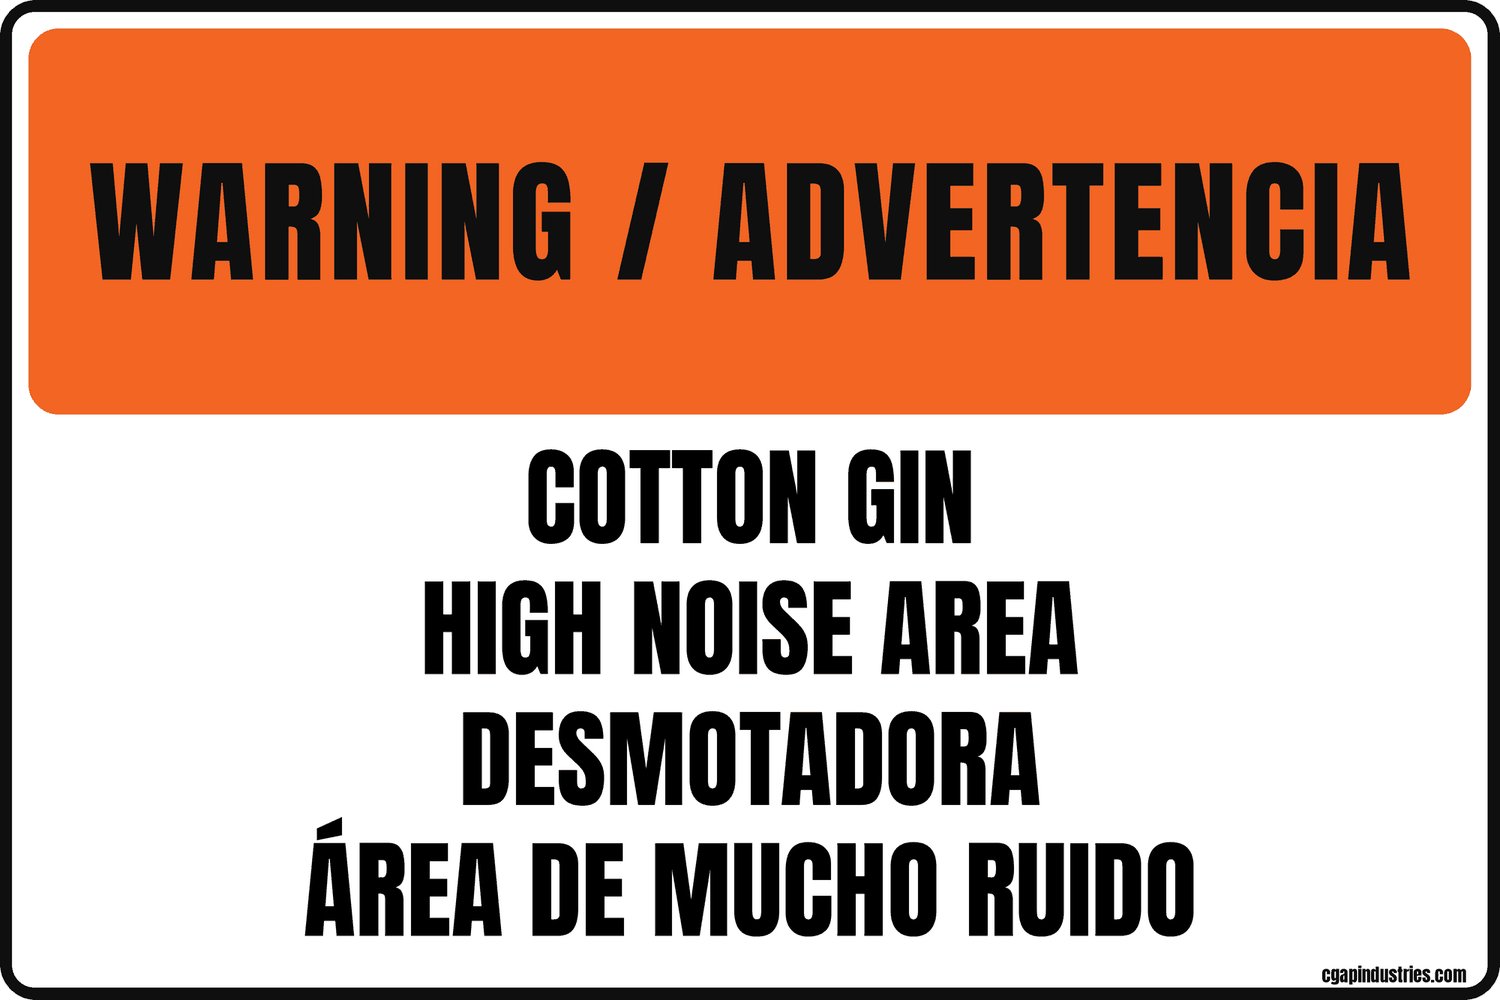 WARNING / ADVERTENCIA
COTTON GIN
HIGH NOISE AREA
DESMOTADORA
ÁREA DE MUCHO RUIDO
cgapindustries.com